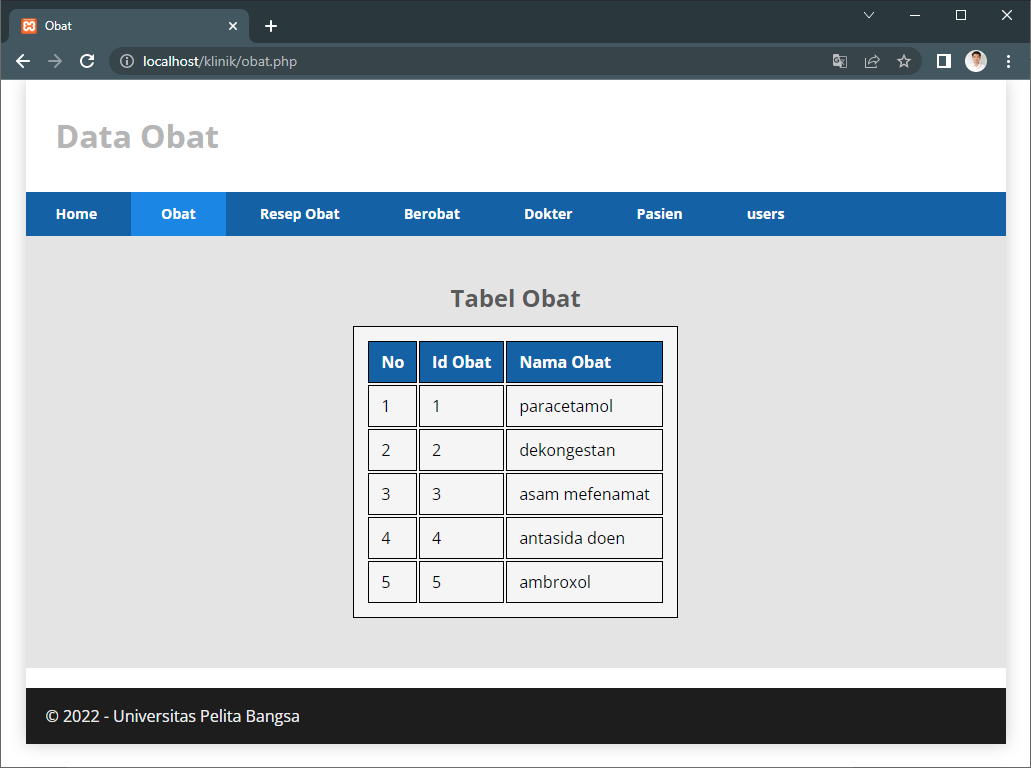 Obat
localhost/klinik/obat.php
Data Obat
Home Obat Resep Obat Berobat Dokter Pasien users
Tabel Obat
No Id Obat Nama Obat
1 1 paracetamol
2 2 dekongestan
3 3 asam mefenamat
4 4 antasida doen
5 5 ambroxol
© 2022 - Universitas Pelita Bangsa